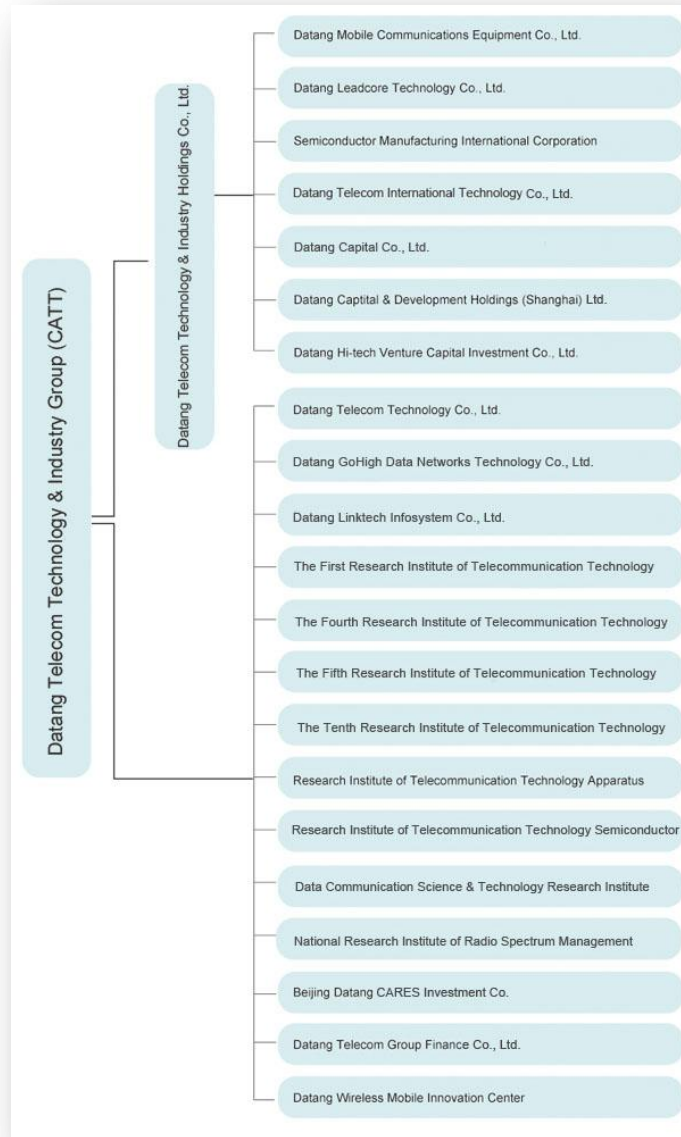 Datang Telecom Technology & Industry Group (CATT)
Datang Telecom Technology & Industry Holdings Co., Ltd.
Datang Mobile Communications Equipment Co., Ltd.
Datang Leadcore Technology Co., Ltd.
Semiconductor Manufacturing International Corporation
Datang Telecom International Technology Co., Ltd.
Datang Capital Co., Ltd.
Datang Captital & Development Holdings (Shanghai) Ltd.
Datang Hi-tech Venture Capital Investment Co., Ltd.
Datang Telecom Technology Co., Ltd.
Datang GoHigh Data Networks Technology Co., Ltd.
Datang Linktech Infosystem Co., Ltd.
The First Research Institute of Telecommunication Technology
The Fourth Research Institute of Telecommunication Technology
The Fifth Research Institute of Telecommunication Technology
The Tenth Research Institute of Telecommunication Technology
Research Institute of Telecommunication Technology Apparatus
Research Institute of Telecommunication Technology Semiconductor
Data Communication Science & Technology Research Institute
National Research Institute of Radio Spectrum Management
Beijing Datang CARES Investment Co.
Datang Telecom Group Finance Co., Ltd.
Datang Wireless Mobile Innovation Center